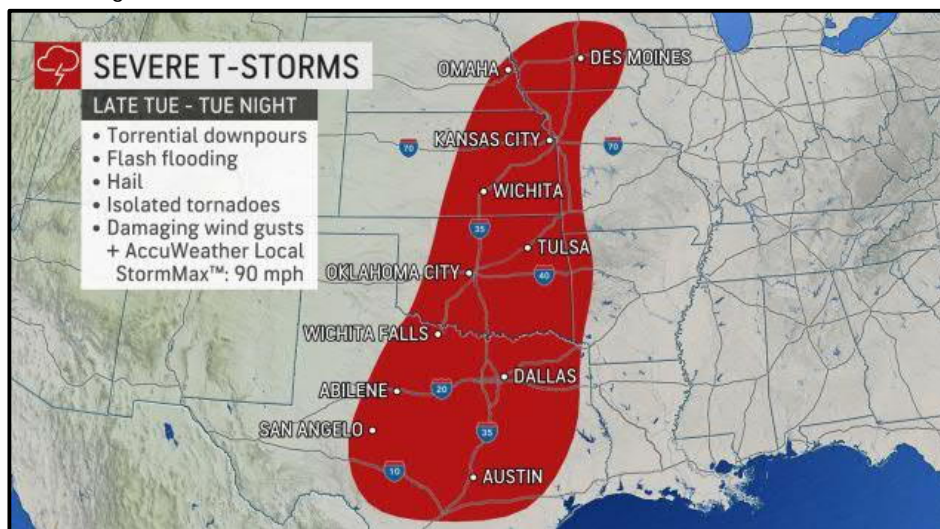 SEVERE T-STORMS
LATE TUE - TUE NIGHT
• Torrential downpours
• Flash flooding
• Hail
• Isolated tornadoes
• Damaging wind gusts
+ AccuWeather Local
StormMax™: 90 mph
OMAHA
DES MOINES
70
KANSAS CITY
70
WICHITA
35
TULSA
OKLAHOMA CITY
40
WICHITA FALLS
ABILENE
20
DALLAS
SAN ANGELO
35
10
AUSTIN